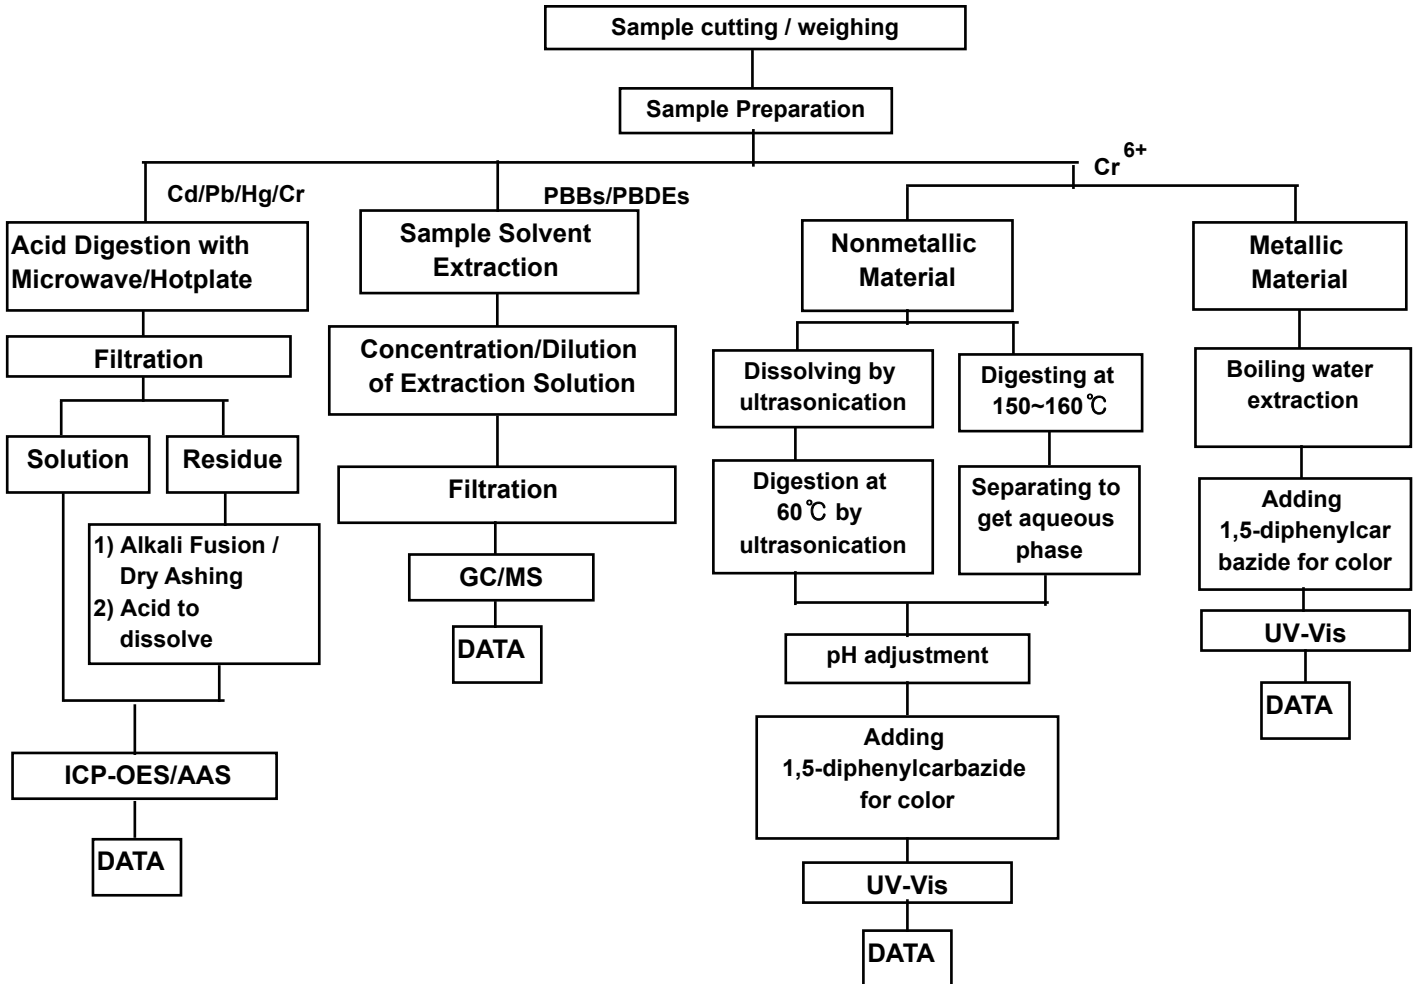 Sample cutting / weighing
Sample Preparation
Cr 6+
Cd/Pb/Hg/Cr
PBBs/PBDEs
Acid Digestion with
Microwave/Hotplate
Filtration
Solution
Residue
1) Alkali Fusion /
Dry Ashing
2) Acid to
dissolve
ICP-OES/AAS
DATA
Sample Solvent
Extraction
Concentration/Dilution
of Extraction Solution
Filtration
GC/MS
DATA
Nonmetallic
Material
Dissolving by
ultrasonication
Digestion at
60℃ by
ultrasonication
Digesting at
150~160℃
Separating to
get aqueous
phase
pH adjustment
Adding
1,5-diphenylcarbazide
for color
UV-Vis
DATA
Metallic
Material
Boiling water
extraction
Adding
1,5-diphenylcar
bazide for color
UV-Vis
DATA